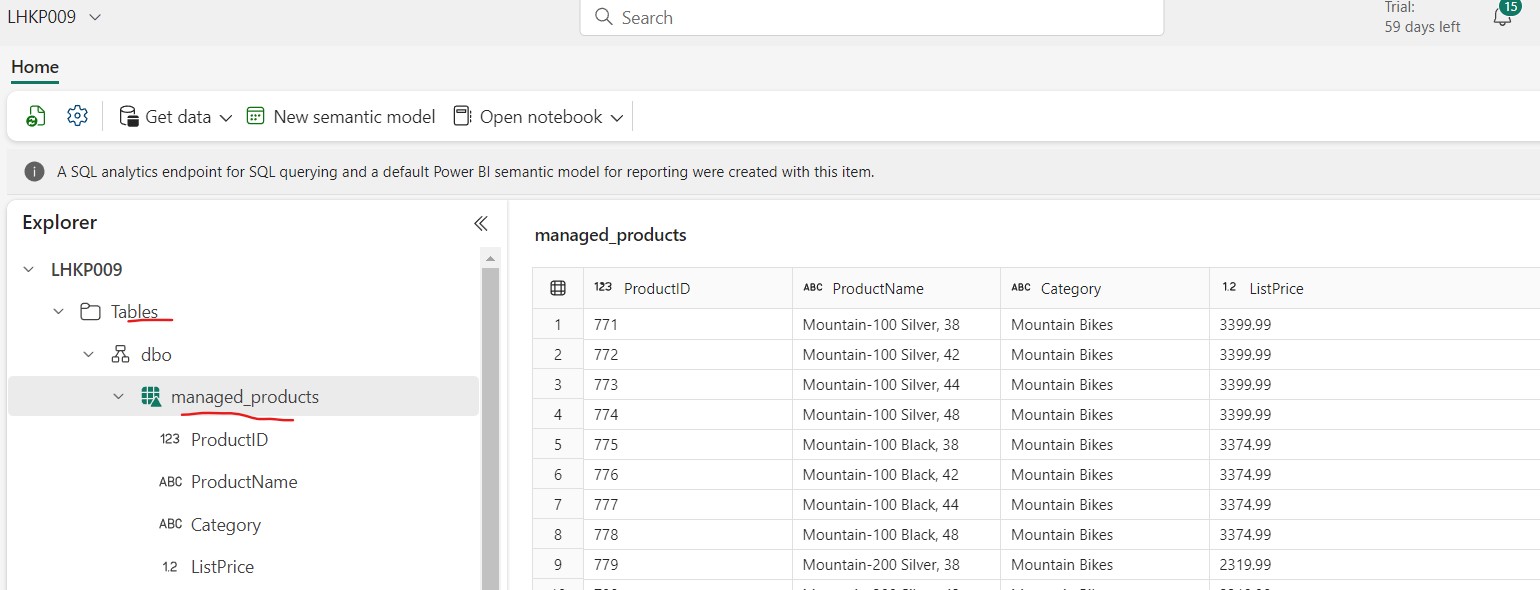 LHKP009
Search
Trial:
59 days left
15
Home
Get data
New semantic model
Open notebook
A SQL analytics endpoint for SQL querying and a default Power BI semantic model for reporting were created with this item.
Explorer
LHKP009
Tables
dbo
managed_products
123 ProductID
ABC ProductName
ABC Category
1.2 ListPrice
managed_products
123 ProductID ABC ProductName ABC Category 1.2 ListPrice
1 771 Mountain-100 Silver, 38 Mountain Bikes 3399.99
2 772 Mountain-100 Silver, 42 Mountain Bikes 3399.99
3 773 Mountain-100 Silver, 44 Mountain Bikes 3399.99
4 774 Mountain-100 Silver, 48 Mountain Bikes 3399.99
5 775 Mountain-100 Black, 38 Mountain Bikes 3374.99
6 776 Mountain-100 Black, 42 Mountain Bikes 3374.99
7 777 Mountain-100 Black, 44 Mountain Bikes 3374.99
8 778 Mountain-100 Black, 48 Mountain Bikes 3374.99
9 779 Mountain-200 Silver, 38 Mountain Bikes 2319.99